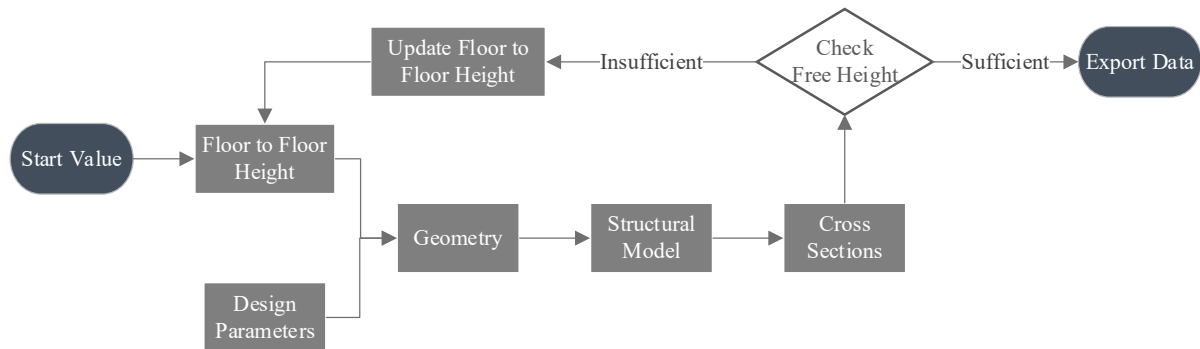 Update Floor to
Floor Height
Insufficient
Check
Free Height
Sufficient
Export Data
Start Value
Floor to Floor
Height
Geometry
Structural
Model
Cross
Sections
Design
Parameters